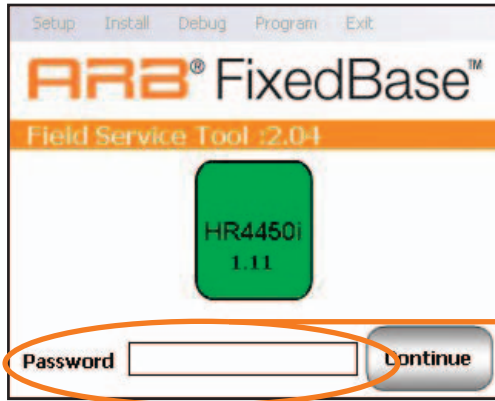 Setup Install Debug Program Exit
ARB® FixedBase™
Field Service Tool :2.04
HR4450i
1.11
Password Continue